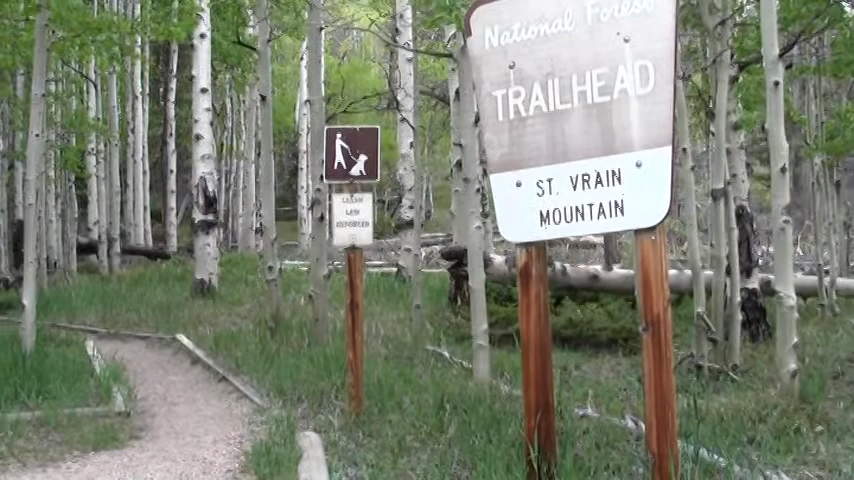 National Forest
TRAILHEAD
ST. VRAIN
MOUNTAIN
LEASH
LAW
ENFORCED